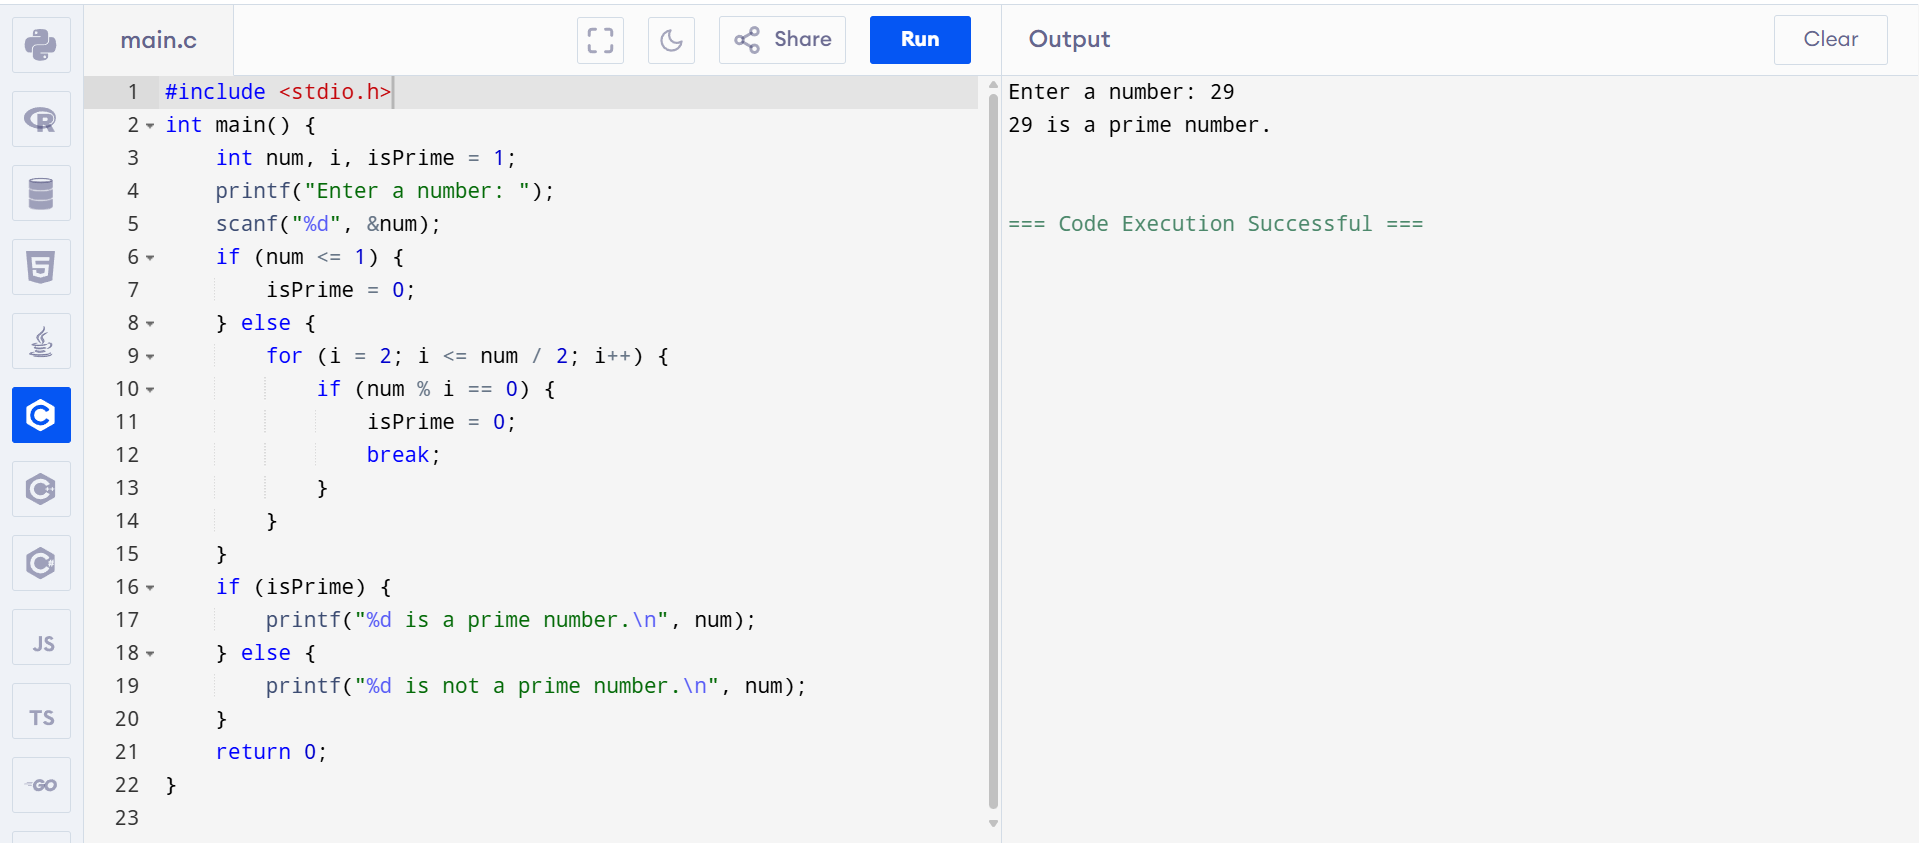 main.c
Share
Run
Output
Clear
1 #include <stdio.h>
2 int main() {
3     int num, i, isPrime = 1;
4     printf("Enter a number: ");
5     scanf("%d", &num);
6     if (num <= 1) {
7         isPrime = 0;
8     } else {
9         for (i = 2; i <= num / 2; i++) {
10             if (num % i == 0) {
11                 isPrime = 0;
12                 break;
13             }
14         }
15     }
16     if (isPrime) {
17         printf("%d is a prime number.\n", num);
18     } else {
19         printf("%d is not a prime number.\n", num);
20     }
21     return 0;
22 }
23
Enter a number: 29
29 is a prime number.
=== Code Execution Successful ===
R
5
C
C
C#
JS
TS
GO